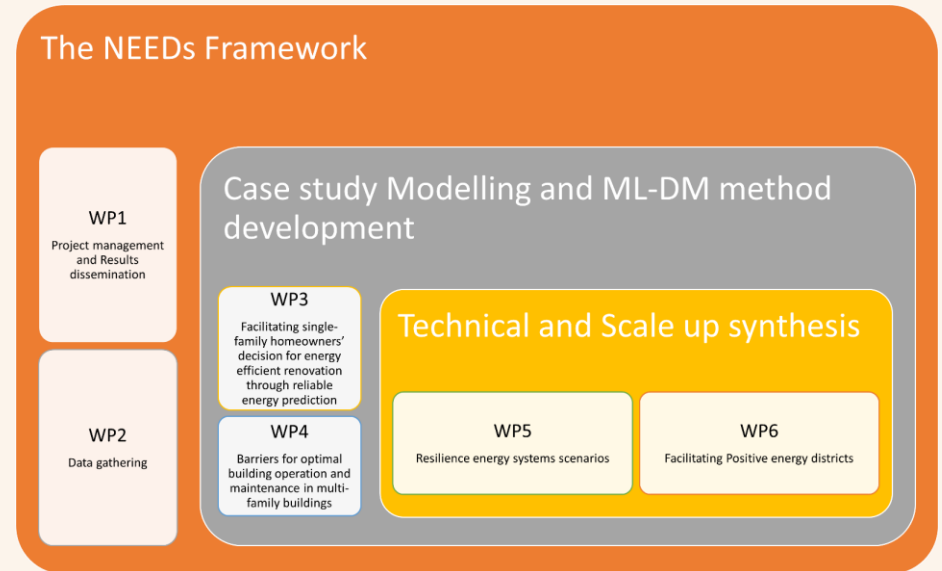 The NEEDs Framework
WP1
Project management
and Results
dissemination
WP2
Data gathering
Case study Modelling and ML-DM method
development
WP3
Facilitating single-
family homeowners’
decision for energy
efficient renovation
through reliable
energy prediction
WP4
Barriers for optimal
building operation and
maintenance in multi-
family buildings
Technical and Scale up synthesis
WP5
Resilience energy systems scenarios
WP6
Facilitating Positive energy districts